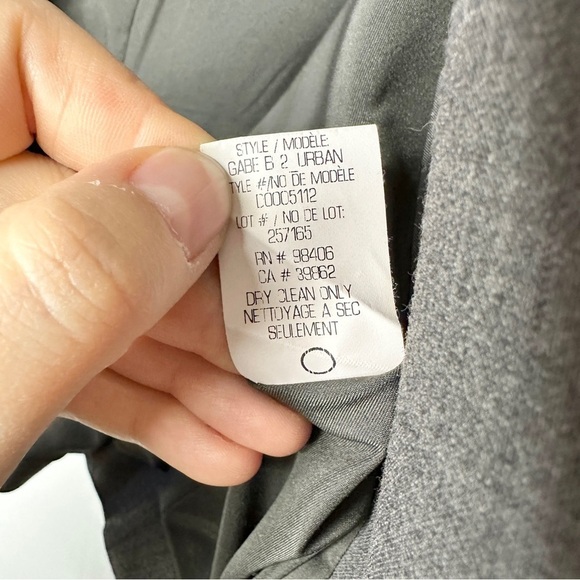 STYLE / MODÈLE:
GABE B 2 URBAN
TYLE #/NO DE MODÈLE
C0005112
LOT # / NO DE LOT:
257165
RN # 98406
CA # 39862
DRY CLEAN ONLY
NETTOYAGE A SEC
SEULEMENT